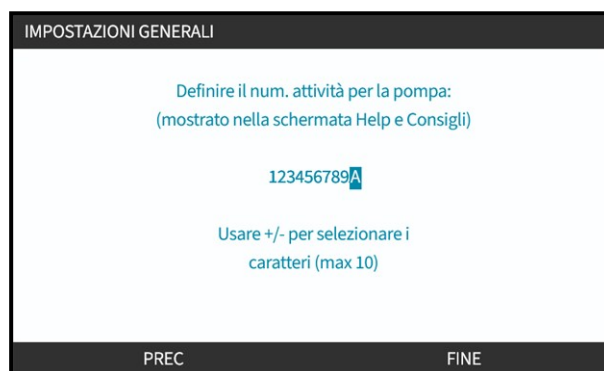 IMPOSTAZIONI GENERALI
Definire il num. attività per la pompa:
(mostrato nella schermata Help e Consigli)
123456789A
Usare +/- per selezionare i
caratteri (max 10)
PREC FINE